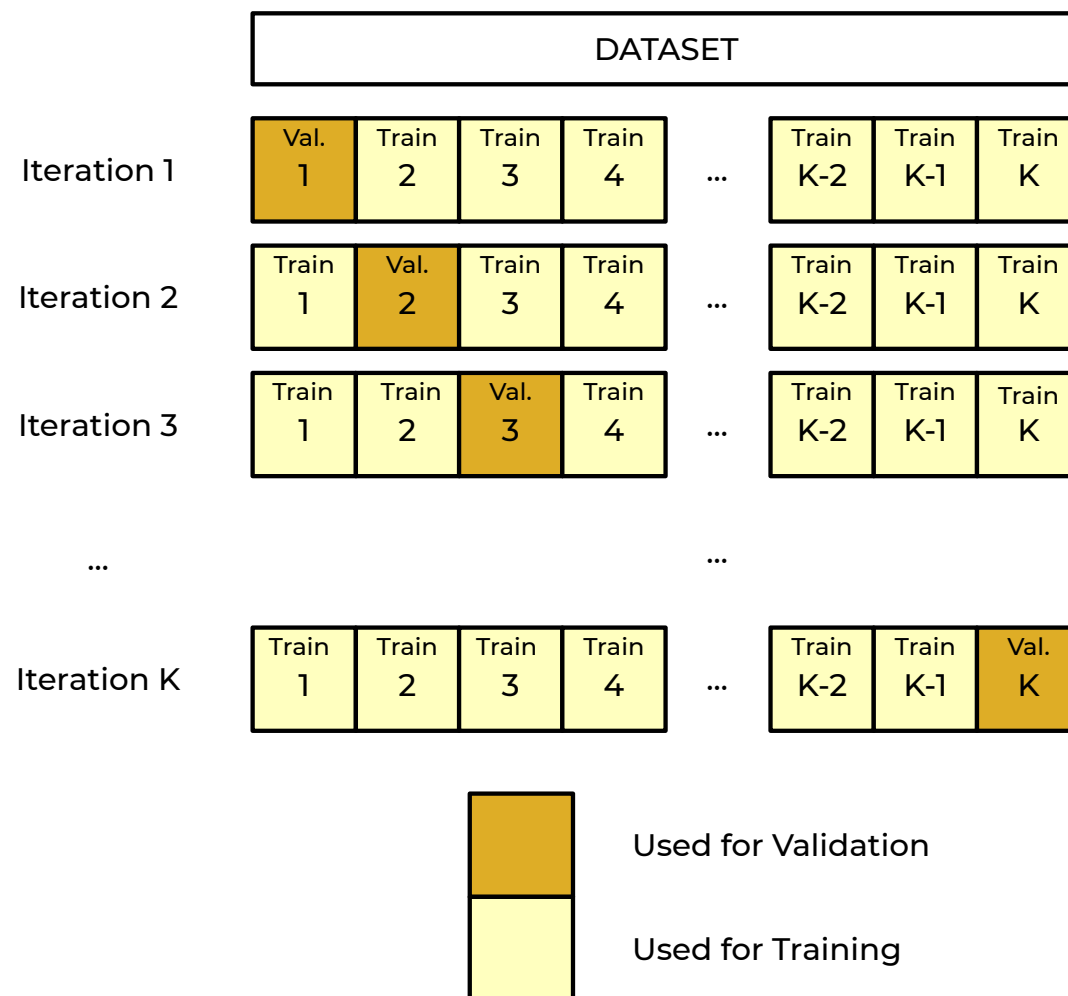 DATASET
Iteration 1
Val. Train Train Train Train Train Train
1 2 3 4 ... K-2 K-1 K
Iteration 2
Train Val. Train Train Train Train Train
1 2 3 4 ... K-2 K-1 K
Iteration 3
Train Train Val. Train Train Train Train
1 2 3 4 ... K-2 K-1 K
... ...
Iteration K
Train Train Train Train Train Train Val.
1 2 3 4 ... K-2 K-1 K
Used for Validation
Used for Training